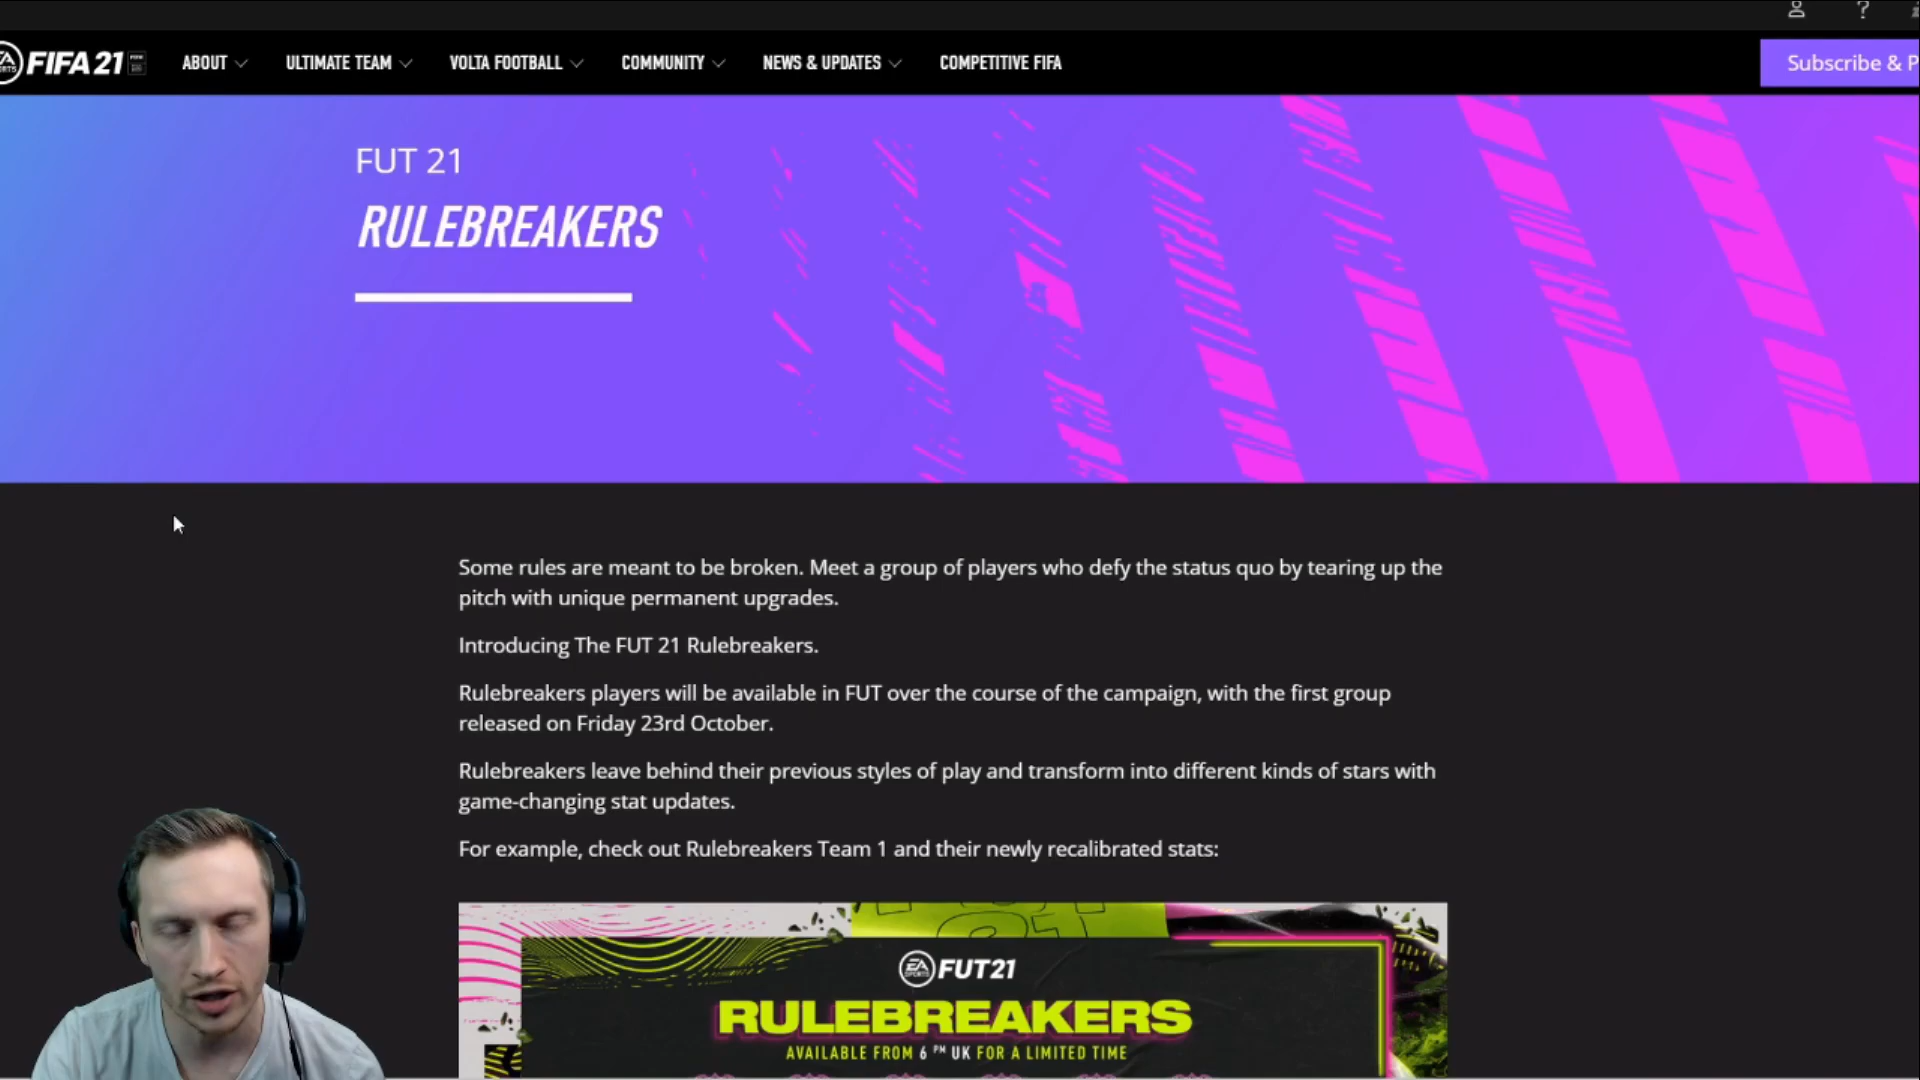 ?
EA SPORTS FIFA 21
ABOUT ULTIMATE TEAM VOLTA FOOTBALL COMMUNITY NEWS & UPDATES COMPETITIVE FIFA
Subscribe & P
FUT 21
RULEBREAKERS
Some rules are meant to be broken. Meet a group of players who defy the status quo by tearing up the
pitch with unique permanent upgrades.
Introducing The FUT 21 Rulebreakers.
Rulebreakers players will be available in FUT over the course of the campaign, with the first group
released on Friday 23rd October.
Rulebreakers leave behind their previous styles of play and transform into different kinds of stars with
game-changing stat updates.
For example, check out Rulebreakers Team 1 and their newly recalibrated stats:
EA SPORTS FUT21
RULEBREAKERS
AVAILABLE FROM 6 PM UK FOR A LIMITED TIME